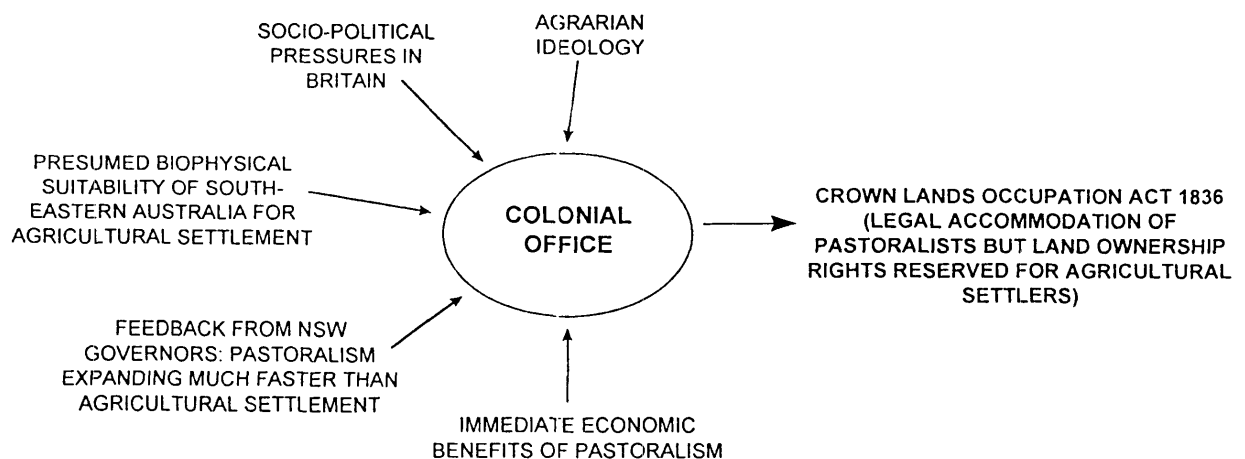 SOCIO-POLITICAL
PRESSURES IN
BRITAIN
AGRARIAN
IDEOLOGY
PRESUMED BIOPHYSICAL
SUITABILITY OF SOUTH-
EASTERN AUSTRALIA FOR
AGRICULTURAL SETTLEMENT
COLONIAL
OFFICE
CROWN LANDS OCCUPATION ACT 1836
(LEGAL ACCOMMODATION OF
PASTORALISTS BUT LAND OWNERSHIP
RIGHTS RESERVED FOR AGRICULTURAL
SETTLERS)
FEEDBACK FROM NSW
GOVERNORS: PASTORALISM
EXPANDING MUCH FASTER THAN
AGRICULTURAL SETTLEMENT
IMMEDIATE ECONOMIC
BENEFITS OF PASTORALISM